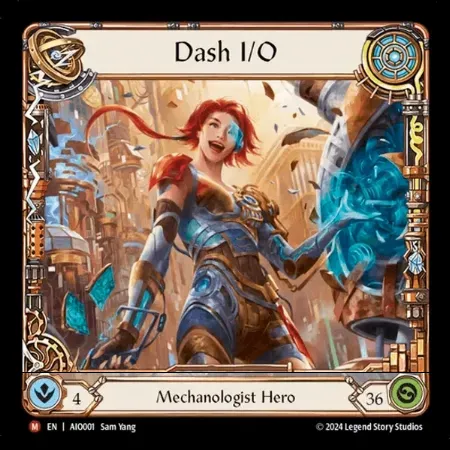 Dash I/O
4
Mechanologist Hero
36
M EN | AIO001 Sam Yang
© 2024 Legend Story Studios